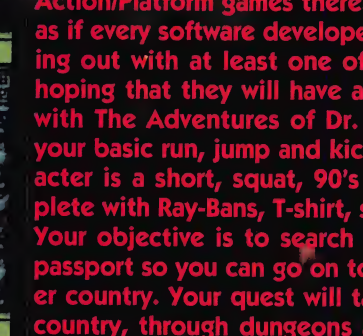 Action/Platform games there
as if every software develope
ing out with at least one of
hoping that they will have a
with The Adventures of Dr.
your basic run, jump and kic
acter is a short, squat, 90's
plete with Ray-Bans, T-shirt, s
Your objective is to search
passport so you can go on to
er country. Your quest will t
country, through dungeons,